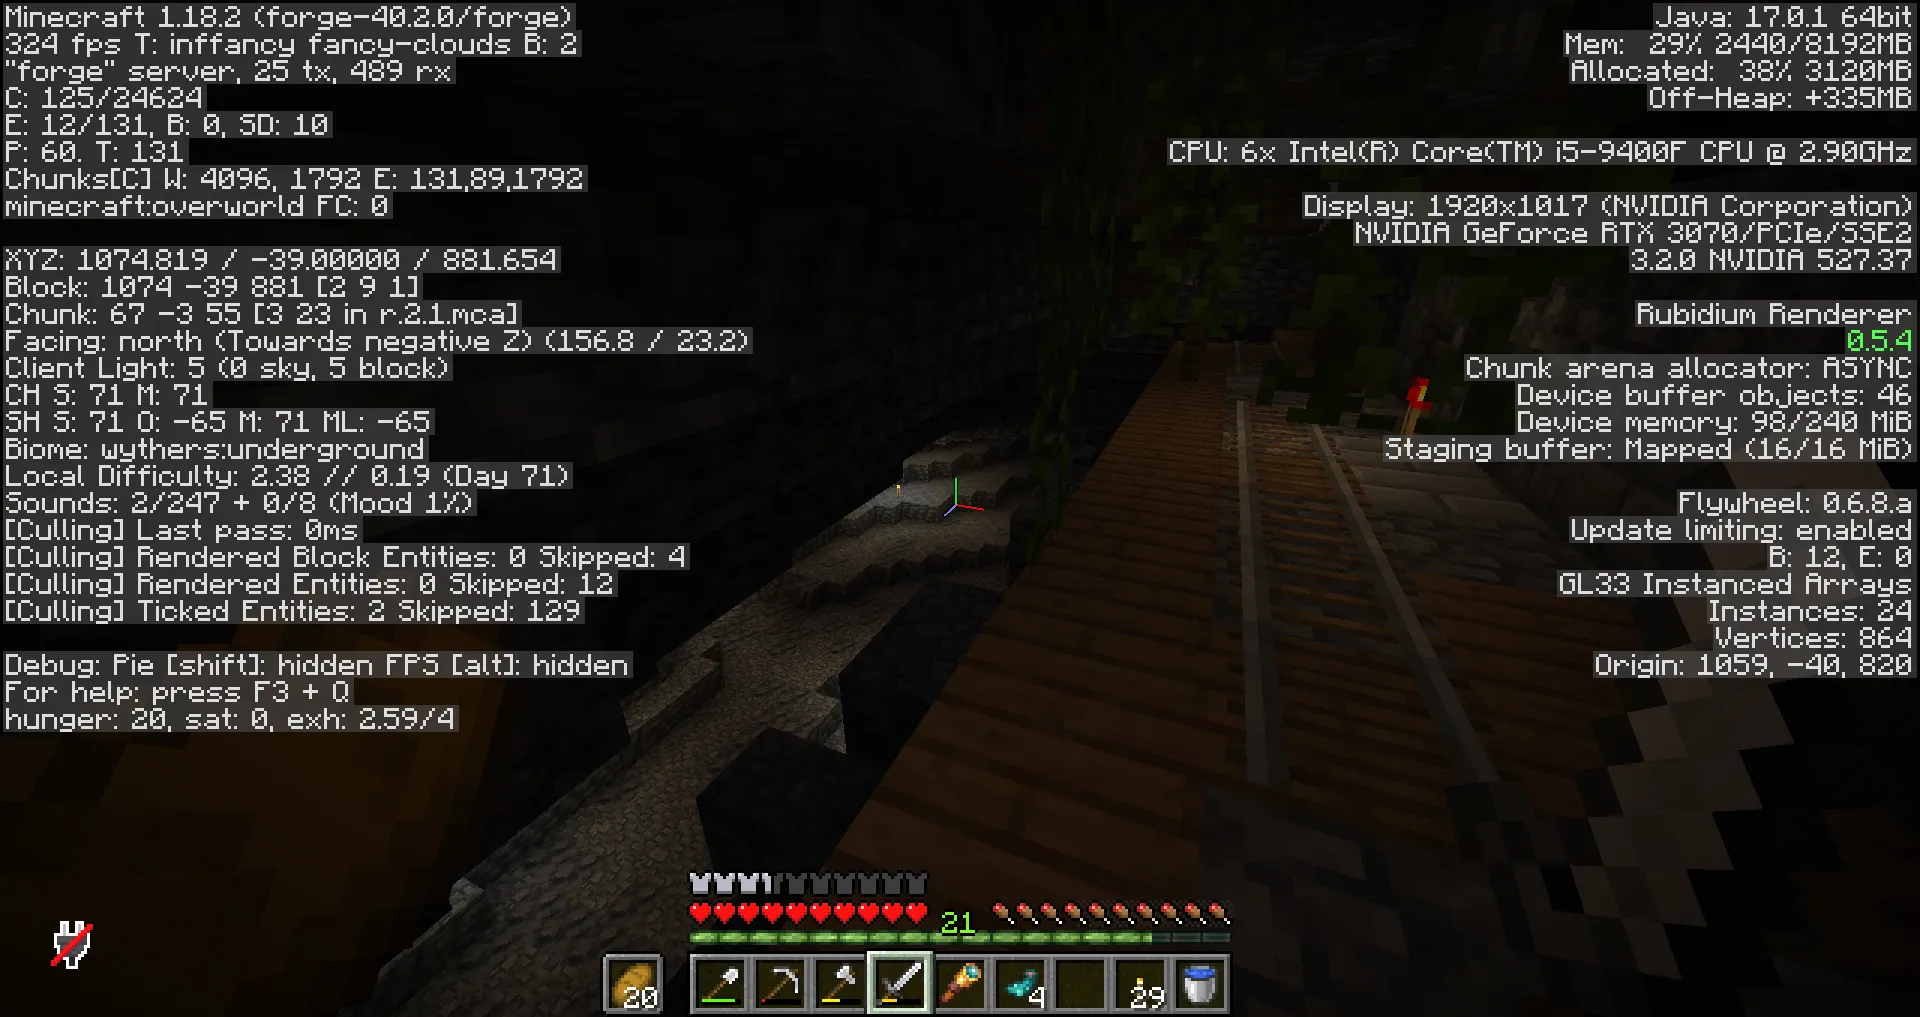 Minecraft 1.18.2 (forge-40.2.0/forge)
324 fps T: inffancy fancy-clouds B: 2
"forge" server, 25 tx, 489 rx
C: 125/24624
E: 12/131, B: 0, SD: 10
P: 60. T: 131
Chunks[C] W: 4096, 1792 E: 131,89,1792
minecraft:overworld FC: 0
XYZ: 1074.819 / -39.00000 / 881.654
Block: 1074 -39 881 [2 9 1]
Chunk: 67 -3 55 [3 23 in r.2.1.mca]
Facing: north (Towards negative Z) (156.8 / 23.2)
Client Light: 5 (0 sky, 5 block)
CH S: 71 M: 71
SH S: 71 O: -65 M: 71 ML: -65
Biome: wythers:underground
Local Difficulty: 2.38 // 0.19 (Day 71)
Sounds: 2/247 + 0/8 (Mood 1%)
[Culling] Last pass: 0ms
[Culling] Rendered Block Entities: 0 Skipped: 4
[Culling] Rendered Entities: 0 Skipped: 12
[Culling] Ticked Entities: 2 Skipped: 129
Debug: Pie [shift]: hidden FPS [alt]: hidden
For help: press F3 + Q
hunger: 20, sat: 0, exh: 2.59/4
Java: 17.0.1 64bit
Mem: 29% 2440/8192MB
Allocated: 38% 3120MB
Off-Heap: +335MB
CPU: 6x Intel(R) Core(TM) i5-9400F CPU @ 2.90GHz
Display: 1920x1017 (NVIDIA Corporation)
NVIDIA GeForce RTX 3070/PCIe/SSE2
3.2.0 NVIDIA 527.37
Rubidium Renderer
0.5.4
Chunk arena allocator: ASYNC
Device buffer objects: 46
Device memory: 98/240 MiB
Staging buffer: Mapped (16/16 MiB)
Flywheel: 0.6.8.a
Update limiting: enabled
B: 12, E: 0
GL33 Instanced Arrays
Instances: 24
Vertices: 864
Origin: 1059, -40, 820
21
20
4
29